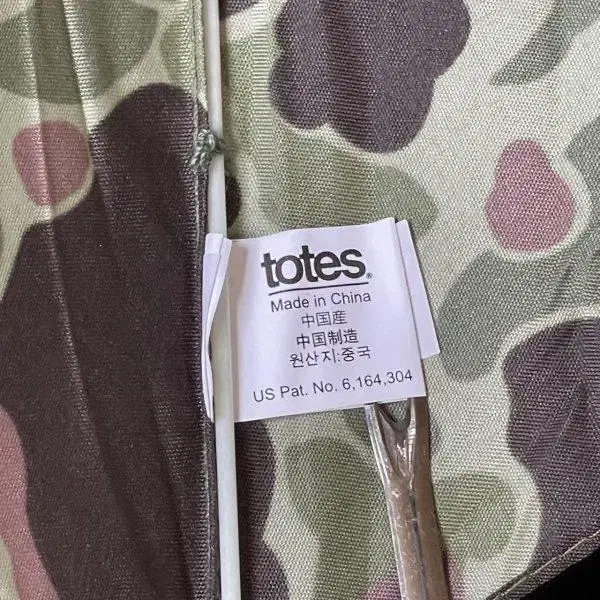 totes®
Made in China
中国産
中国制造
원산지:중국
US Pat. No. 6,164,304